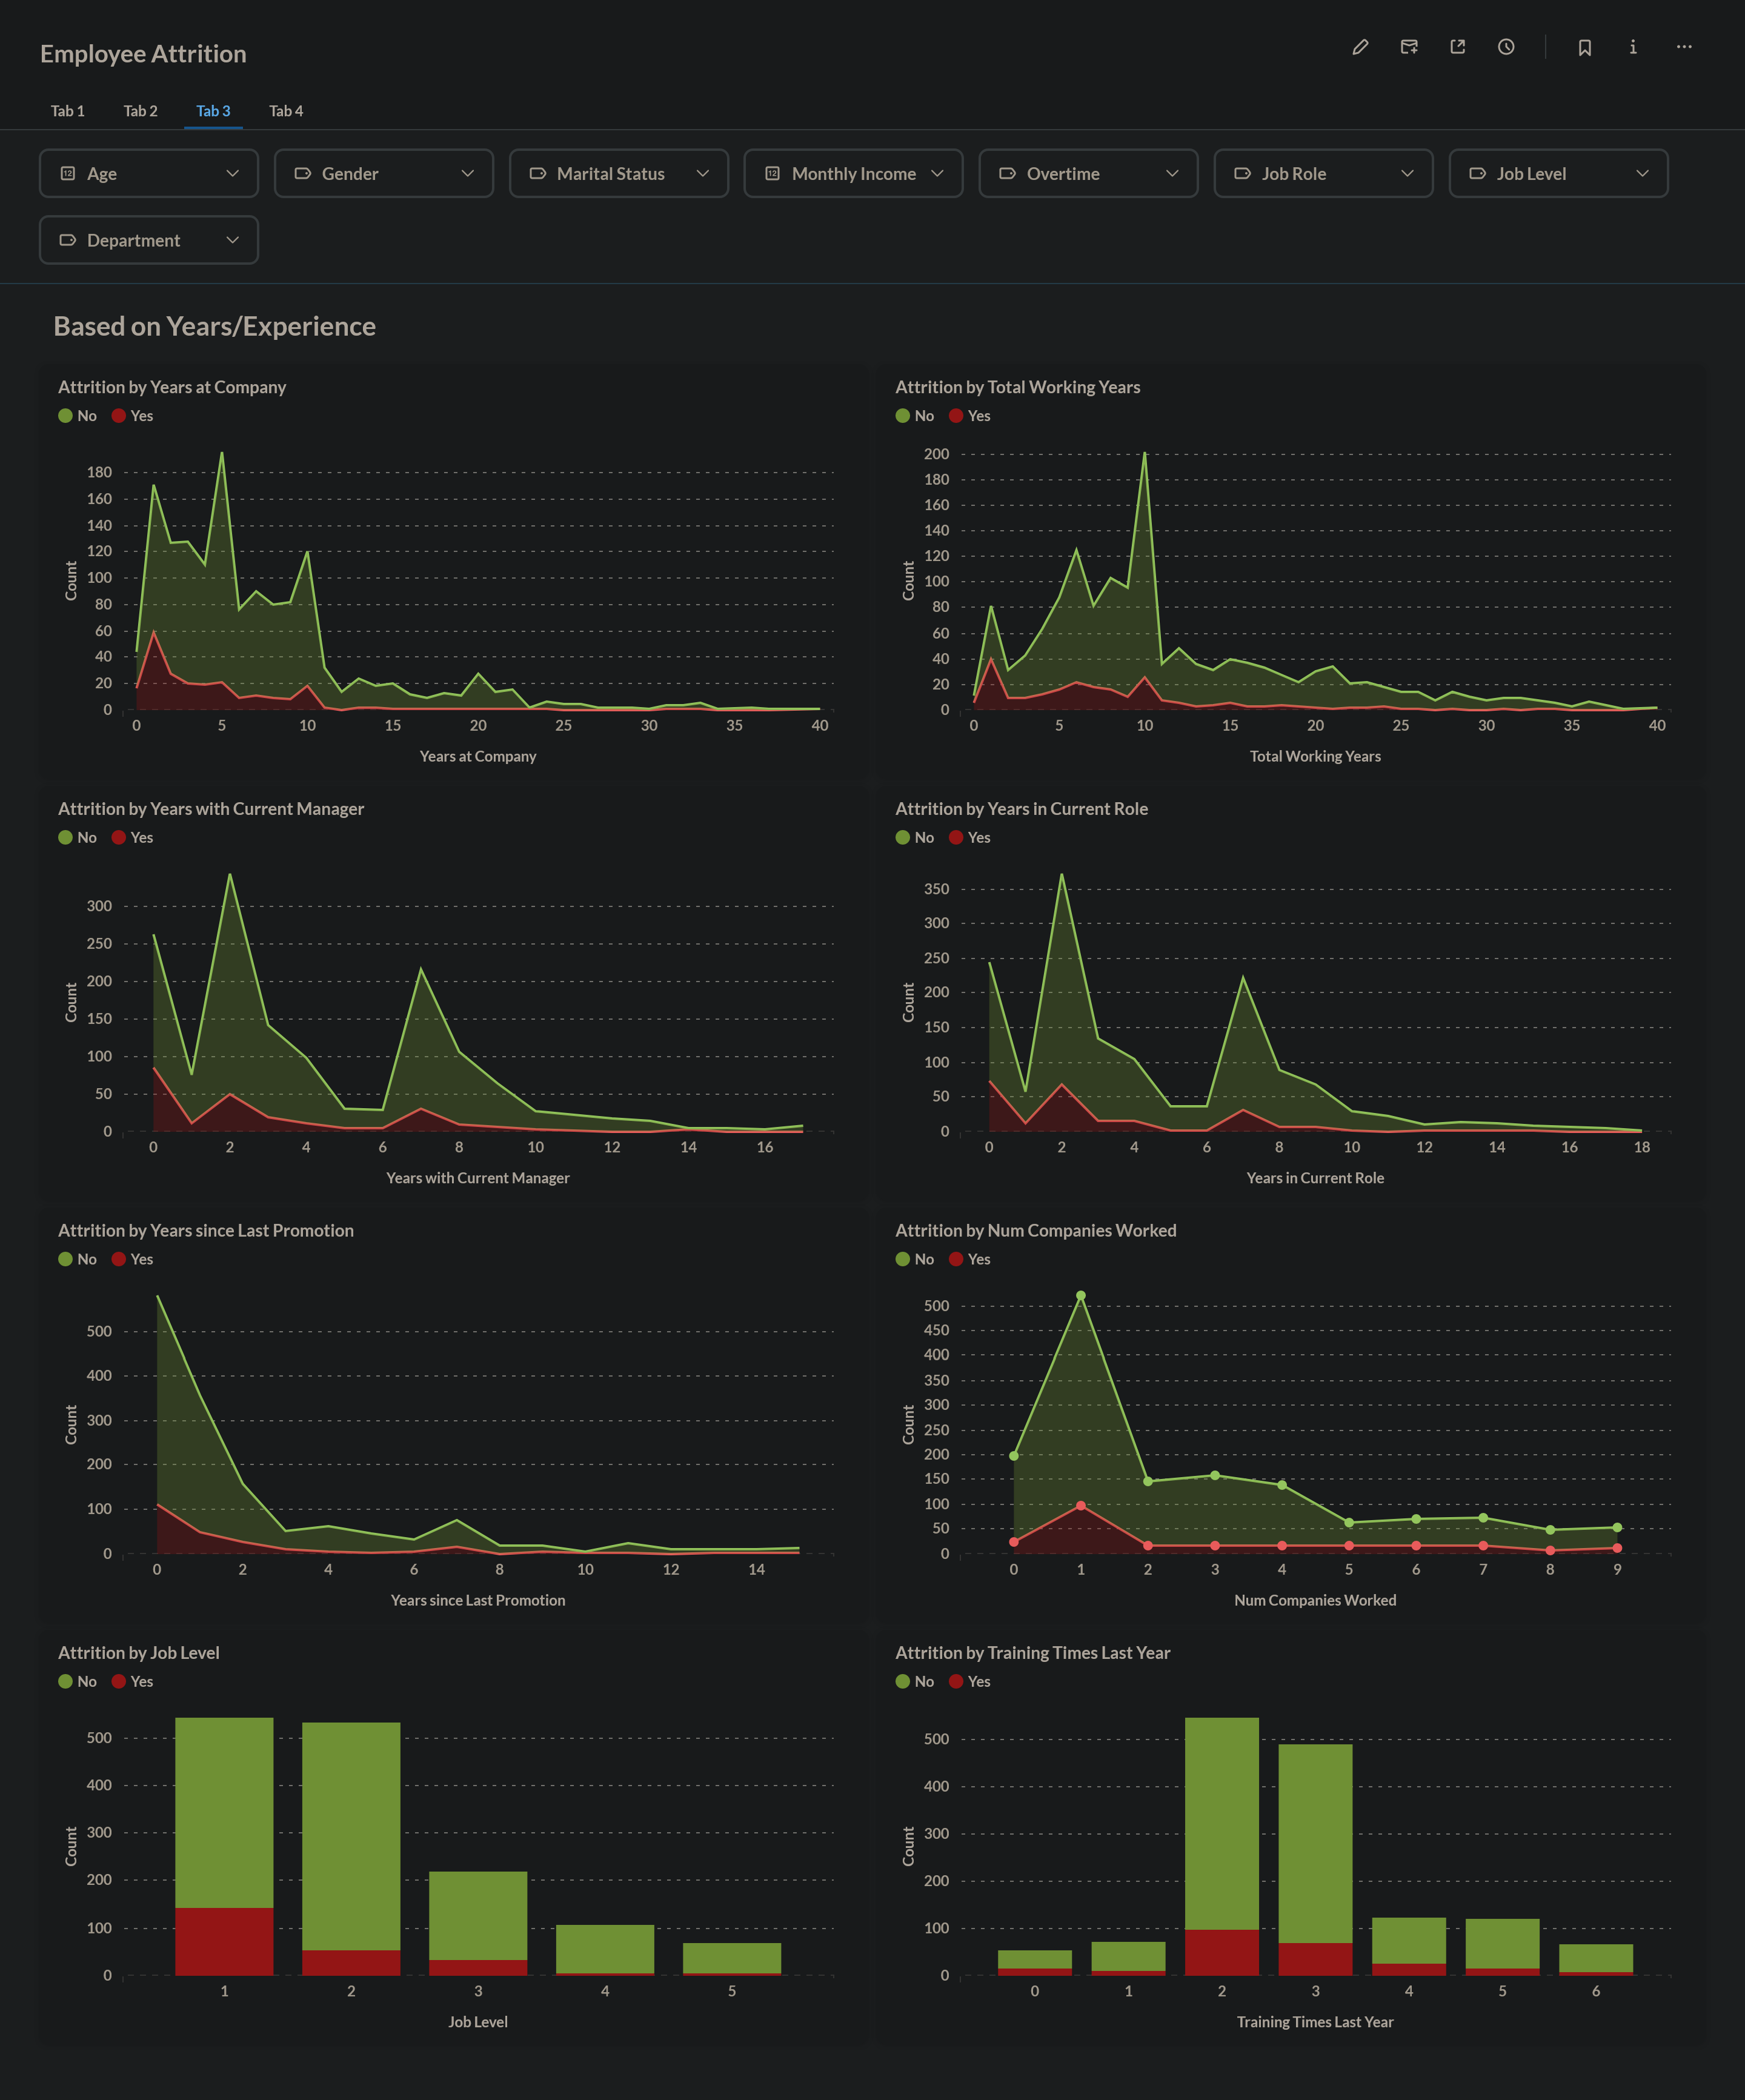 Employee Attrition
Tab 1 Tab 2 Tab 3 Tab 4
12 Age Gender Marital Status 12 Monthly Income Overtime Job Role Job Level
Department
Based on Years/Experience
Attrition by Years at Company
No Yes
180
160
140
120
100
80
60
40
20
0
Count
0 5 10 15 20 25 30 35 40
Years at Company
Attrition by Total Working Years
No Yes
200
180
160
140
120
100
80
60
40
20
0
Count
0 5 10 15 20 25 30 35 40
Total Working Years
Attrition by Years with Current Manager
No Yes
300
250
200
150
100
50
0
Count
0 2 4 6 8 10 12 14 16
Years with Current Manager
Attrition by Years in Current Role
No Yes
350
300
250
200
150
100
50
0
Count
0 2 4 6 8 10 12 14 16 18
Years in Current Role
Attrition by Years since Last Promotion
No Yes
500
400
300
200
100
0
Count
0 2 4 6 8 10 12 14
Years since Last Promotion
Attrition by Num Companies Worked
No Yes
500
450
400
350
300
250
200
150
100
50
0
Count
0 1 2 3 4 5 6 7 8 9
Num Companies Worked
Attrition by Job Level
No Yes
500
400
300
200
100
0
Count
1 2 3 4 5
Job Level
Attrition by Training Times Last Year
No Yes
500
400
300
200
100
0
Count
0 1 2 3 4 5 6
Training Times Last Year